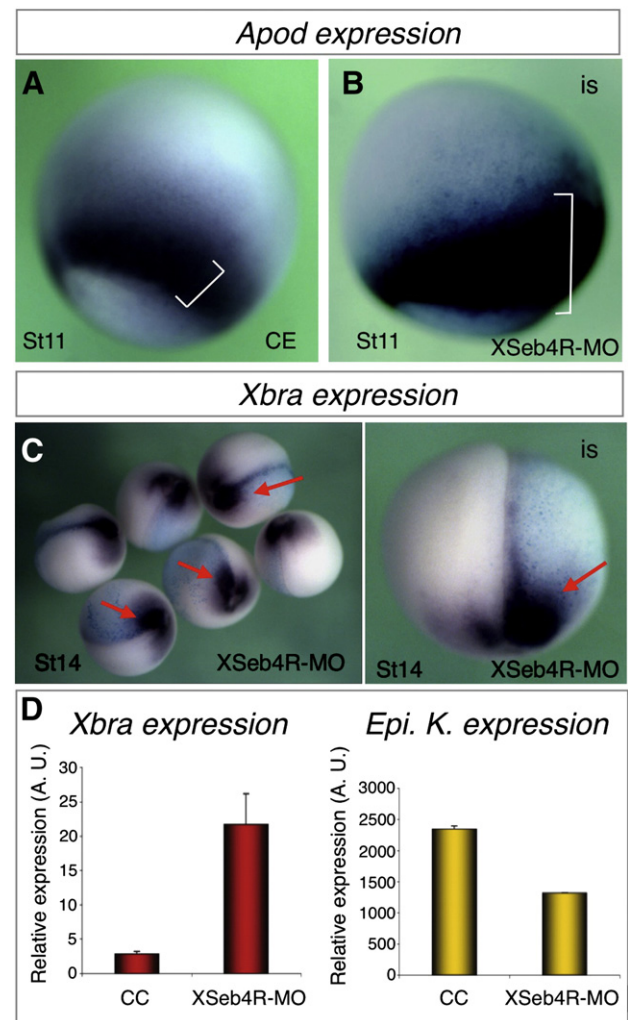 Apod expression
A
B
is
St11
CE
St11
XSeb4R-MO
Xbra expression
C
is
St14
XSeb4R-MO
St14
XSeb4R-MO
D
Xbra expression
Epi. K. expression
Relative expression (A. U.)
30
25
20
15
10
5
0
CC
XSeb4R-MO
Relative expression (A. U.)
3000
2500
2000
1500
1000
500
0
CC
XSeb4R-MO